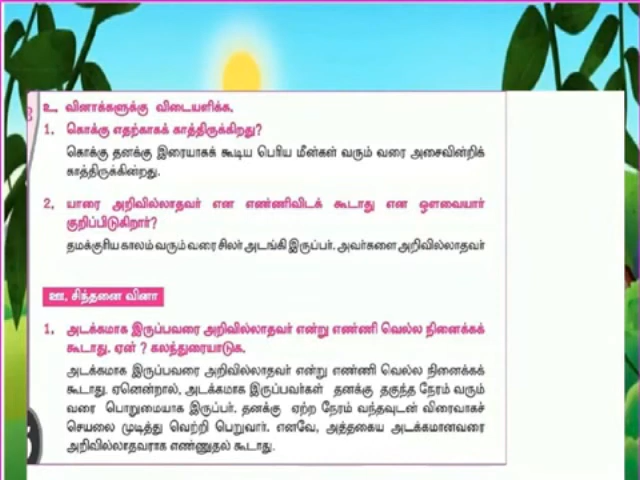 உ. வினாக்களுக்கு விடையளிக்க.
1. கொக்கு எதற்காகக் காத்திருக்கிறது?
கொக்கு தனக்கு இரையாகக் கூடிய பெரிய மீன்கள் வரும் வரை அசைவின்றிக்
காத்திருக்கின்றது.
2. யாரை அறிவில்லாதவர் என எண்ணிவிடக் கூடாது என ஔவையார்
குறிப்பிடுகிறார்?
தமக்குரிய காலம் வரும் வரை சிலர் அடங்கி இருப்பர். அவர்களை அறிவில்லாதவர்
ஊ. சிந்தனை வினா
1. அடக்கமாக இருப்பவரை அறிவில்லாதவர் என்று எண்ணி வெல்ல நினைக்கக்
கூடாது. ஏன் ? கலந்துரையாடுக.
அடக்கமாக இருப்பவரை அறிவில்லாதவர் என்று எண்ணி வெல்ல நினைக்கக்
கூடாது. ஏனென்றால், அடக்கமாக இருப்பவர்கள் தனக்கு தகுந்த நேரம் வரும்
வரை பொறுமையாக இருப்பர். தனக்கு ஏற்ற நேரம் வந்தவுடன் விரைவாகச்
செயலை முடித்து வெற்றி பெறுவார். எனவே, அத்தகைய அடக்கமானவரை
அறிவில்லாதவராக எண்ணுதல் கூடாது.